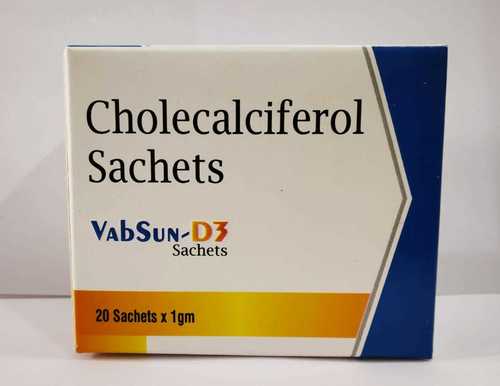 Cholecalciferol
Sachets
VabSun-D3
Sachets
20 Sachets x 1gm